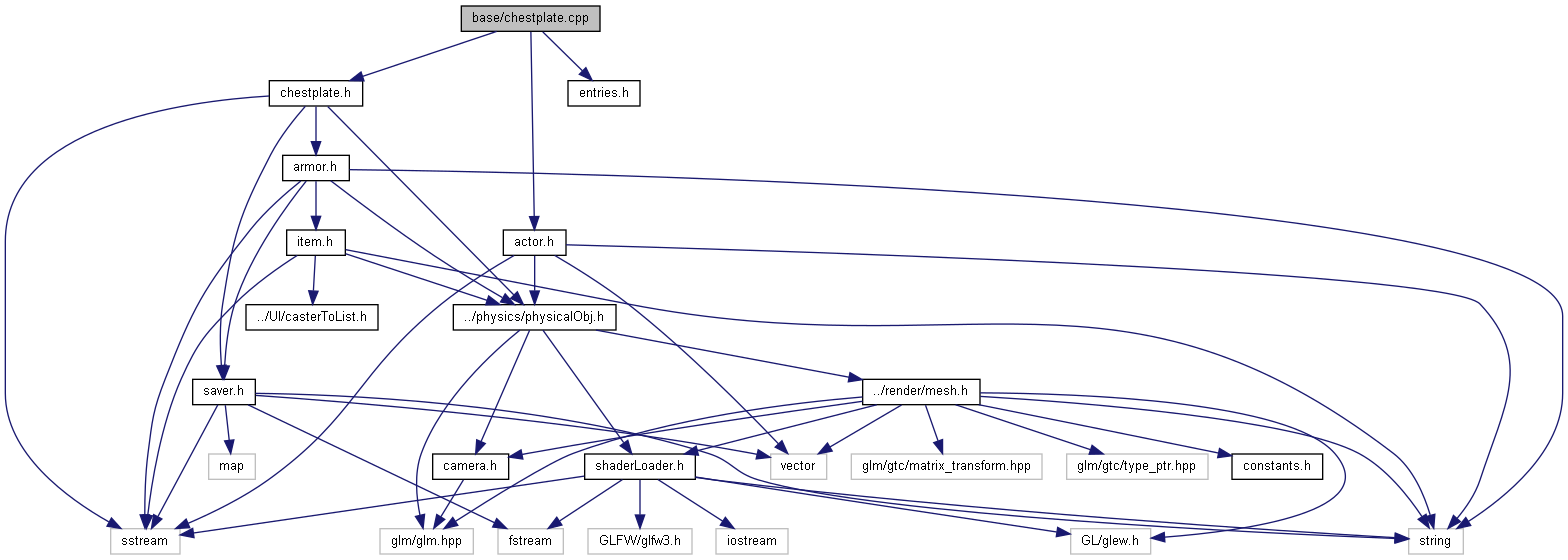 base/chestplate.cpp
chestplate.h
entries.h
armor.h
item.h
actor.h
../UI/casterToList.h
../physics/physicalObj.h
saver.h
../render/mesh.h
map
camera.h
shaderLoader.h
vector
glm/gtc/matrix_transform.hpp
glm/gtc/type_ptr.hpp
constants.h
sstream
glm/glm.hpp
fstream
GLFW/glfw3.h
iostream
GL/glew.h
string